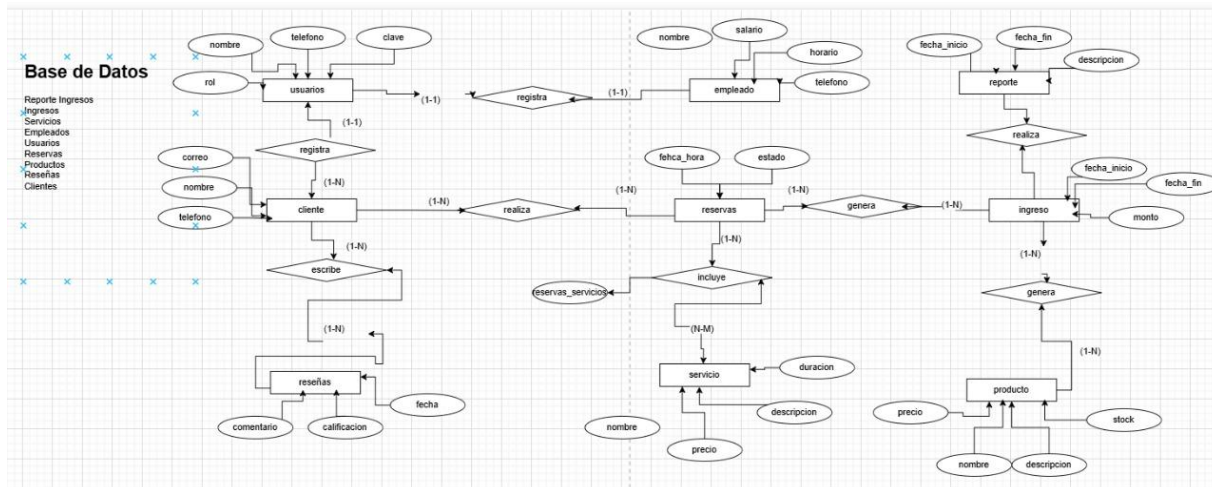 nombre
telefono
clave
rol
usuarios
Base de Datos
Reporte Ingresos
Ingresos
Servicios
Empleados
Usuarios
Reservas
Productos
Reseñas
Clientes
(1-1)
registra
(1-1)
nombre
salario
horario
empleado
telefono
fecha_inicio
fecha_fin
descripcion
reporte
realiza
(1-1)
registra
(1-N)
correo
nombre
telefono
cliente
(1-N)
realiza
(1-N)
fehca_hora
estado
reservas
(1-N)
genera
(1-N)
fecha_inicio
fecha_fin
ingreso
monto
(1-N)
escribe
(1-N)
reseñas
fecha
comentario
calificacion
(1-N)
incluye
reservas_servicios
(N-M)
servicio
duracion
descripcion
nombre
precio
(1-N)
genera
(1-N)
producto
precio
stock
nombre
descripcion